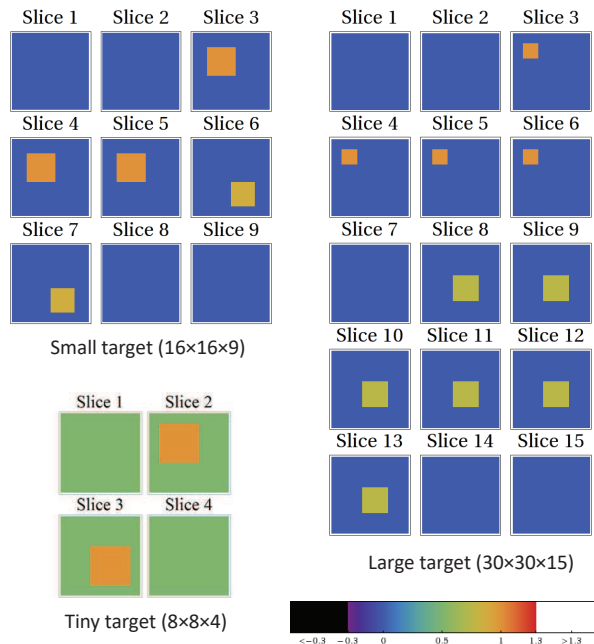 Slice 1 Slice 2 Slice 3
Slice 4 Slice 5 Slice 6
Slice 7 Slice 8 Slice 9
Small target (16×16×9)
Slice 1 Slice 2
Slice 3 Slice 4
Tiny target (8×8×4)
Slice 1 Slice 2 Slice 3
Slice 4 Slice 5 Slice 6
Slice 7 Slice 8 Slice 9
Slice 10 Slice 11 Slice 12
Slice 13 Slice 14 Slice 15
Large target (30×30×15)
<−0.3 −0.3 0 0.5 1 1.3 >1.3